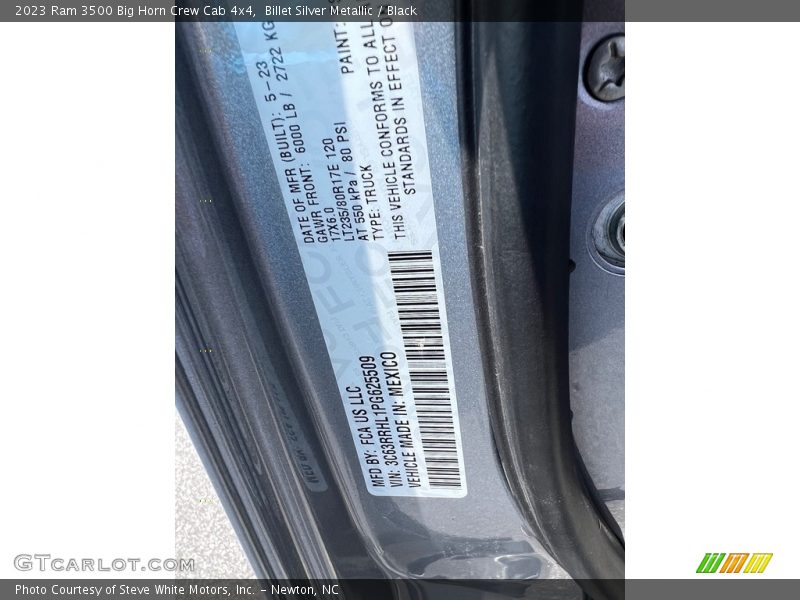 2023 Ram 3500 Big Horn Crew Cab 4x4, Billet Silver Metallic / Black
MFD BY: FCA US LLC
DATE OF MFR (BUILT): 5-23
GAWR FRONT: 6000 LB / 2722 KG
17X6.0
LT235/80R17E 120
AT 550 kPa / 80 PSI
PAINT:
TYPE: TRUCK
THIS VEHICLE CONFORMS TO ALL
STANDARDS IN EFFECT
VIN: 3C63RRHL1PG625509
VEHICLE MADE IN: MEXICO
GTCARLOT.COM
Photo Courtesy of Steve White Motors, Inc. – Newton, NC